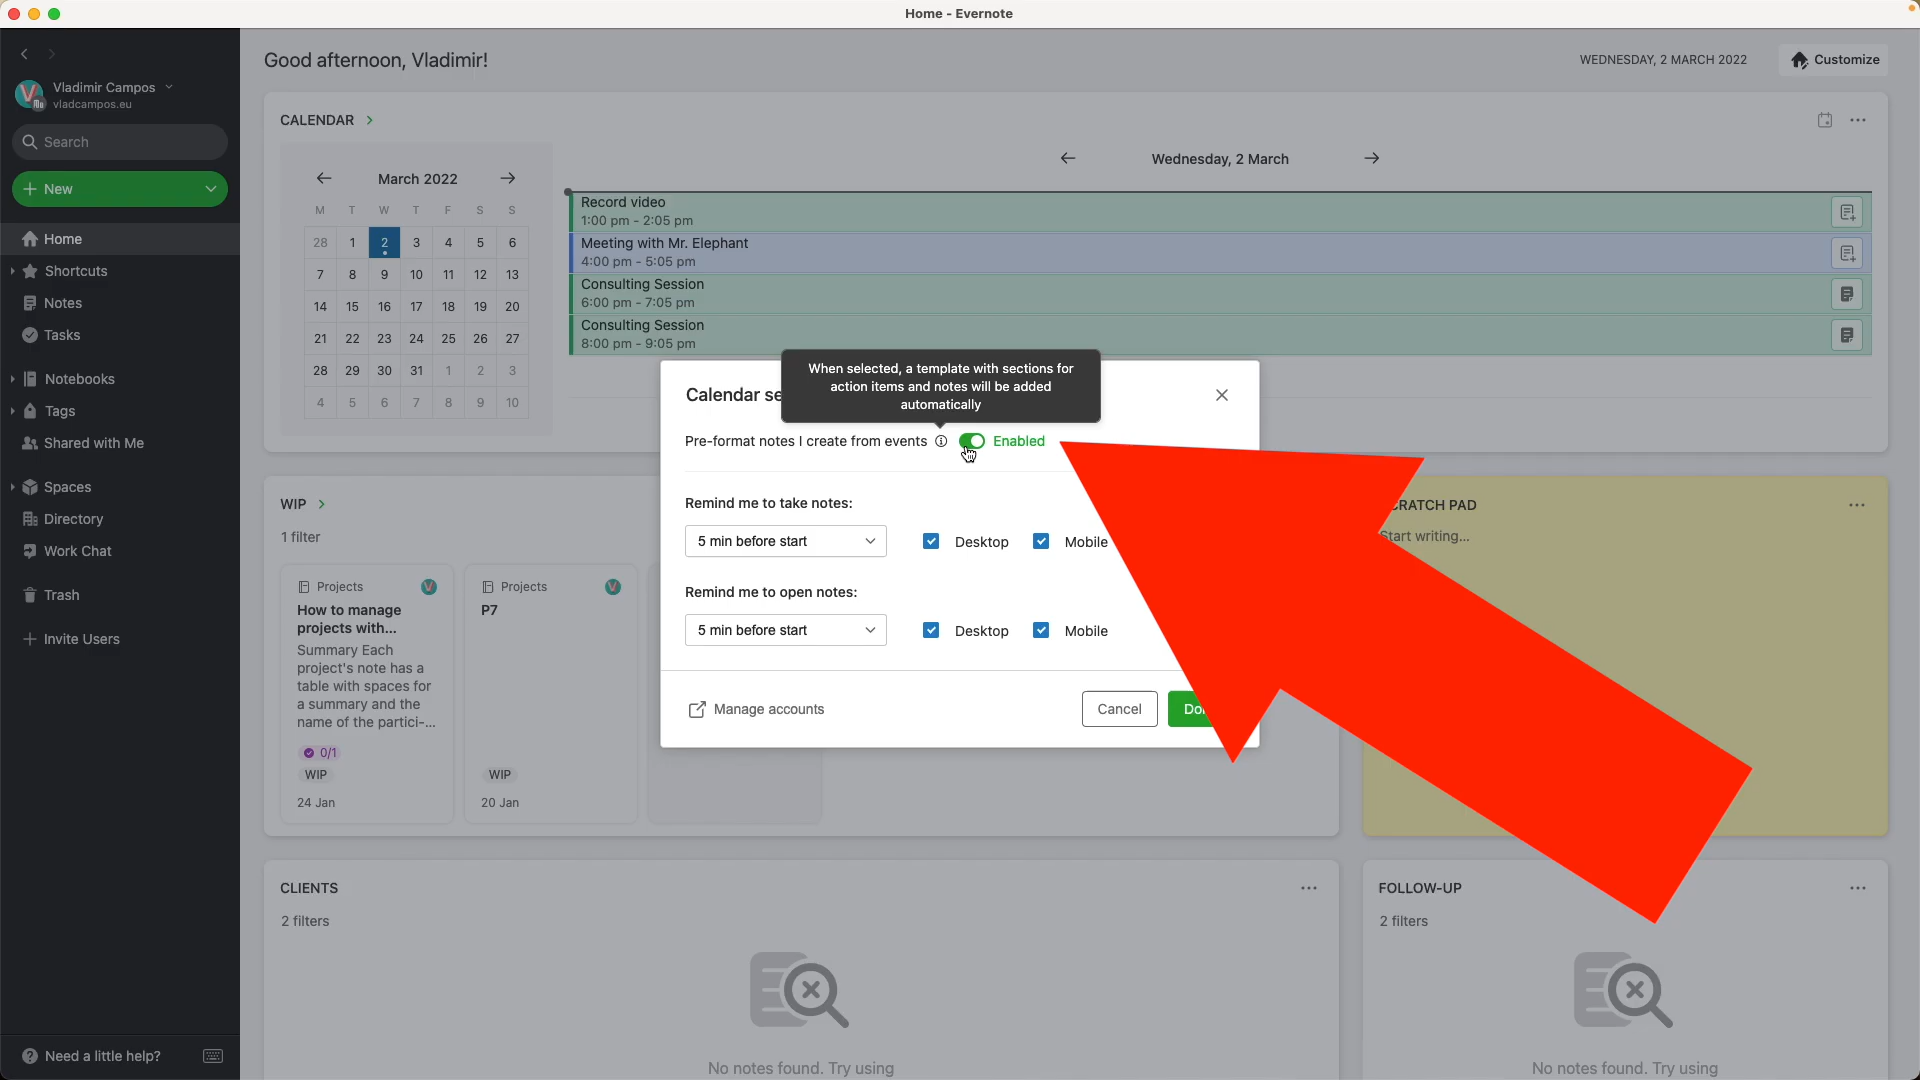 Home - Evernote
Vladimir Campos
vladcampos.eu
Search
New
Home
Shortcuts
Notes
Tasks
Notebooks
Tags
Shared with Me
Spaces
Directory
Work Chat
Trash
Invite Users
Need a little help?
Good afternoon, Vladimir!
WEDNESDAY, 2 MARCH 2022
Customize
CALENDAR
March 2022
M T W T F S S
28 1 2 3 4 5 6
7 8 9 10 11 12 13
14 15 16 17 18 19 20
21 22 23 24 25 26 27
28 29 30 31 1 2 3
4 5 6 7 8 9 10
Wednesday, 2 March
Record video
1:00 pm - 2:05 pm
Meeting with Mr. Elephant
4:00 pm - 5:05 pm
Consulting Session
6:00 pm - 7:05 pm
Consulting Session
8:00 pm - 9:05 pm
When selected, a template with sections for
action items and notes will be added
automatically
Calendar se
Pre-format notes I create from events
Enabled
Remind me to take notes:
5 min before start
Desktop
Mobile
Remind me to open notes:
5 min before start
Desktop
Mobile
Manage accounts
Cancel
Do
WIP
1 filter
Projects
How to manage
projects with...
Summary Each
project's note has a
table with spaces for
a summary and the
name of the partici-...
0/1
WIP
24 Jan
Projects
P7
WIP
20 Jan
RATCH PAD
Start writing...
CLIENTS
2 filters
No notes found. Try using
FOLLOW-UP
2 filters
No notes found. Try using